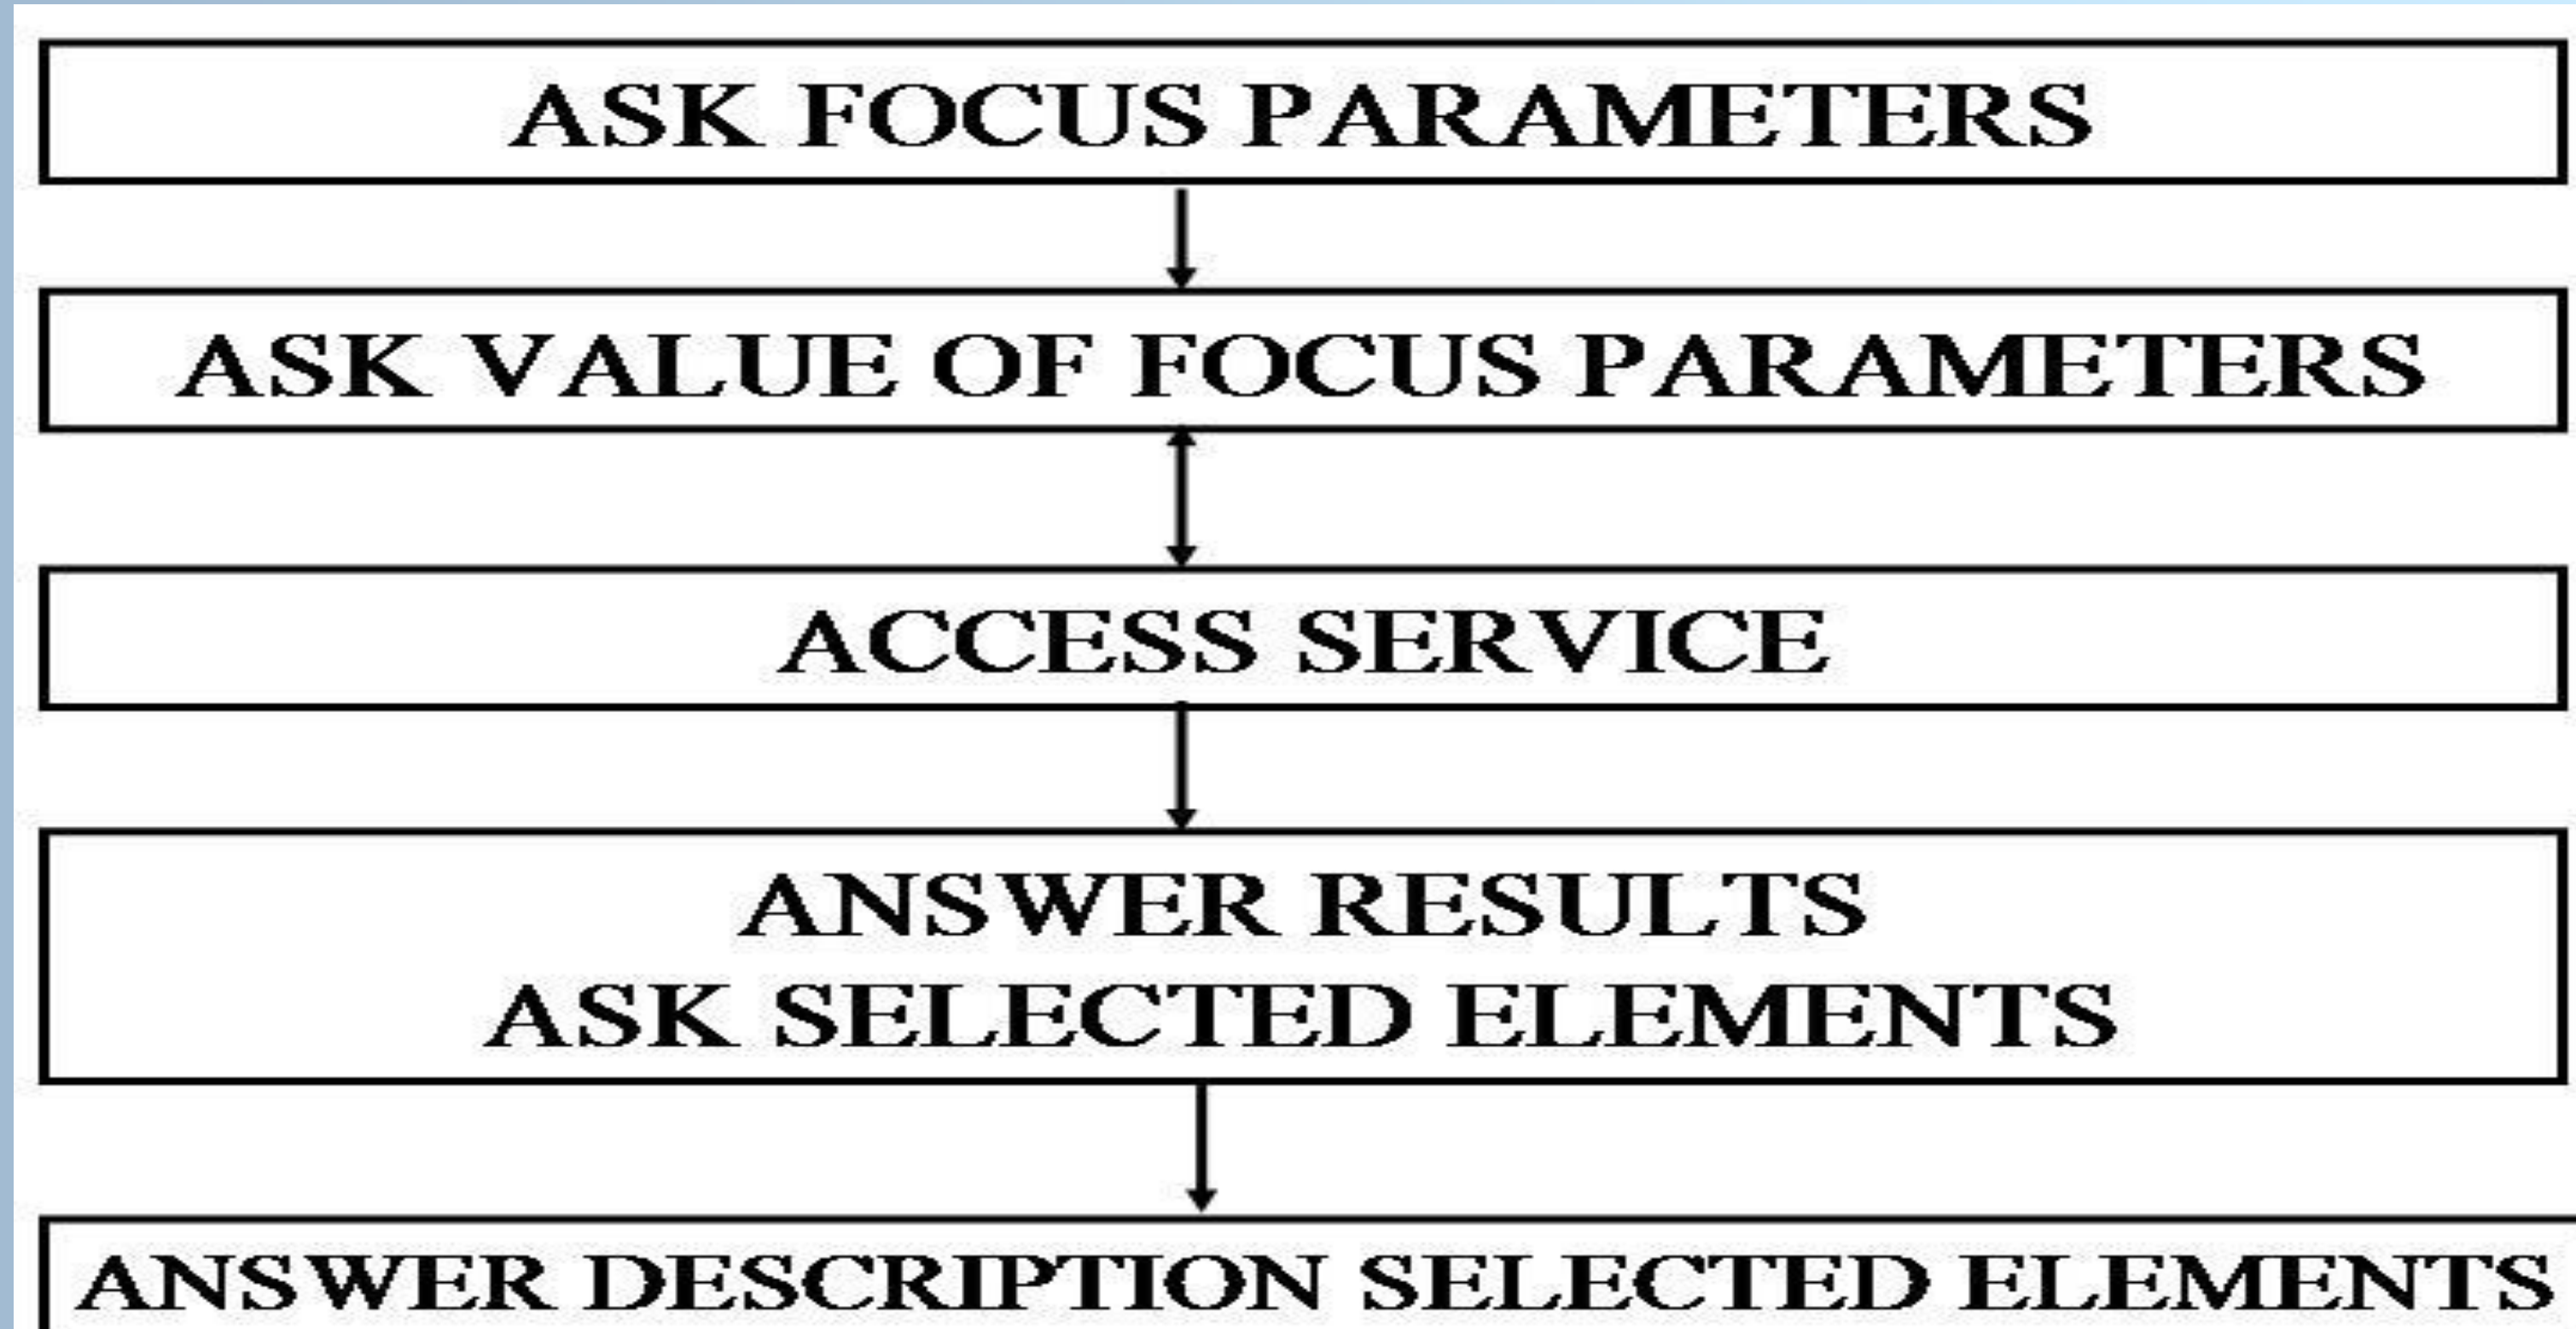 ASK FOCUS PARAMETERS
ASK VALUE OF FOCUS PARAMETERS
ACCESS SERVICE
ANSWER RESULTS
ASK SELECTED ELEMENTS
ANSWER DESCRIPTION SELECTED ELEMENTS